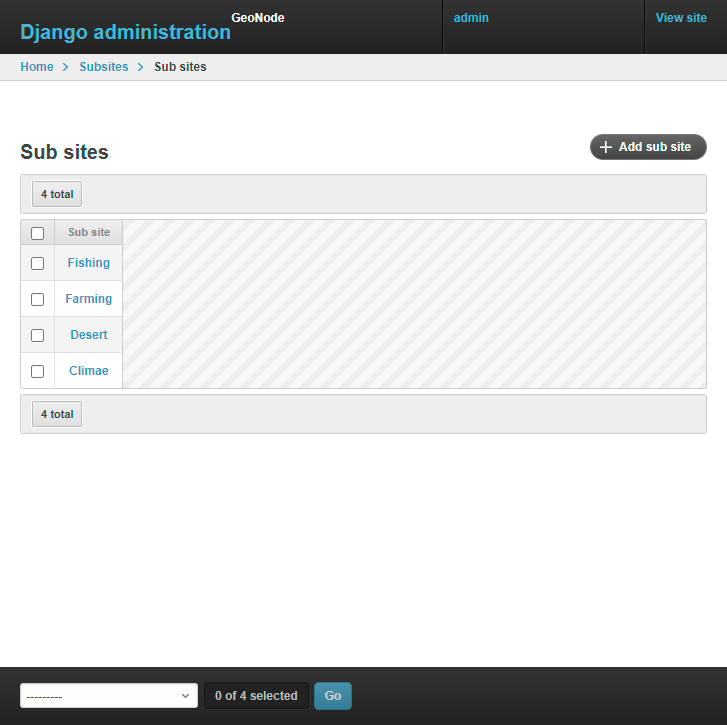 Django administration
GeoNode
admin
View site
Home > Subsites > Sub sites
Sub sites
+ Add sub site
4 total
Sub site
Fishing
Farming
Desert
Climae
4 total
---------
0 of 4 selected
Go